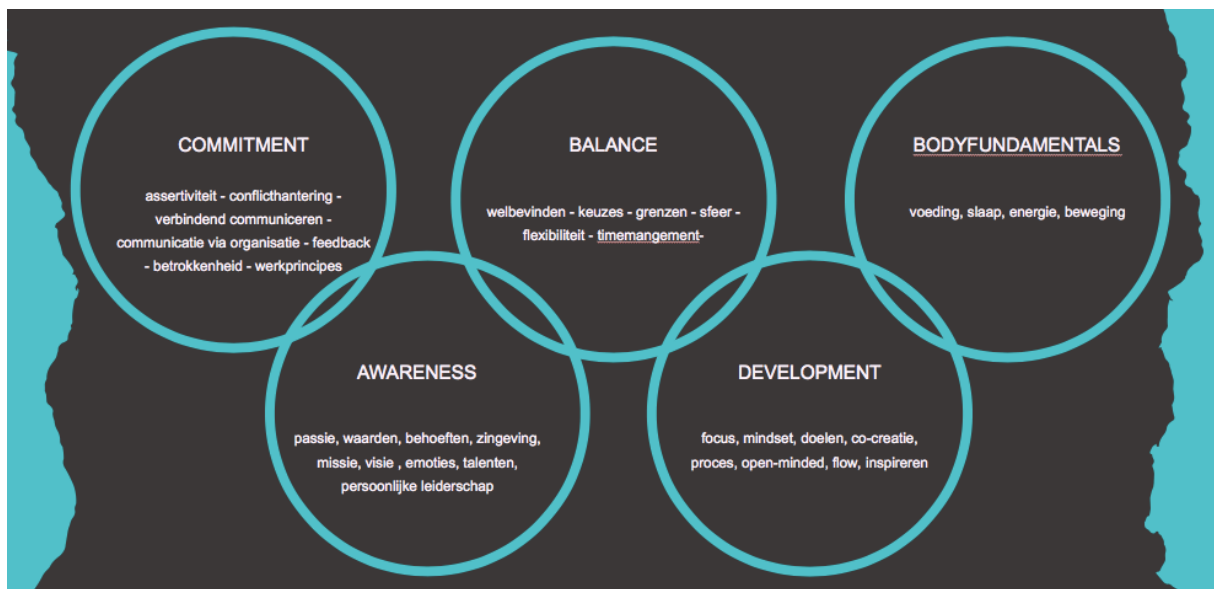 COMMITMENT
assertiviteit - conflicthantering -
verbindend communiceren -
communicatie via organisatie - feedback
- betrokkenheid - werkprincipes
BALANCE
welbevinden - keuzes - grenzen - sfeer -
flexibiliteit - timemangement-
BODYFUNDAMENTALS
voeding, slaap, energie, beweging
AWARENESS
passie, waarden, behoeften, zingeving,
missie, visie , emoties, talenten,
persoonlijke leiderschap
DEVELOPMENT
focus, mindset, doelen, co-creatie,
proces, open-minded, flow, inspireren